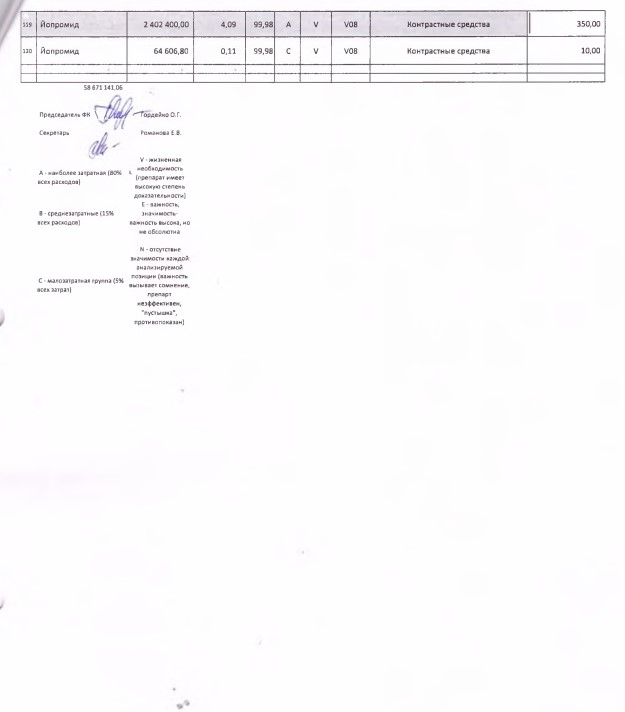 119 Йопромид 2 402 400,00 4,09 99,98 A V V08 Контрастные средства 350,00
120 Йопромид 64 606,80 0,11 99,98 C V V08 Контрастные средства 10,00
58 671 141,06
Председатель ФК Гордейко О.Г.
Секретарь Романова Е.В.
A - наиболее затратная (80%
всех расходов)
V - жизненная
необходимость
(препарат имеет
высокую степень
доказательности)
B - среднезатратные (15%
всех расходов)
E - важность,
значимость-
важность высока, но
не обсолютна
C - малозатратная группа (5%
всех затрат)
N - отсутствие
значимости каждой
анализируемой
позиции (важность
вызывает сомнение,
препарт
неэффективен,
"пустышка",
противопоказан)